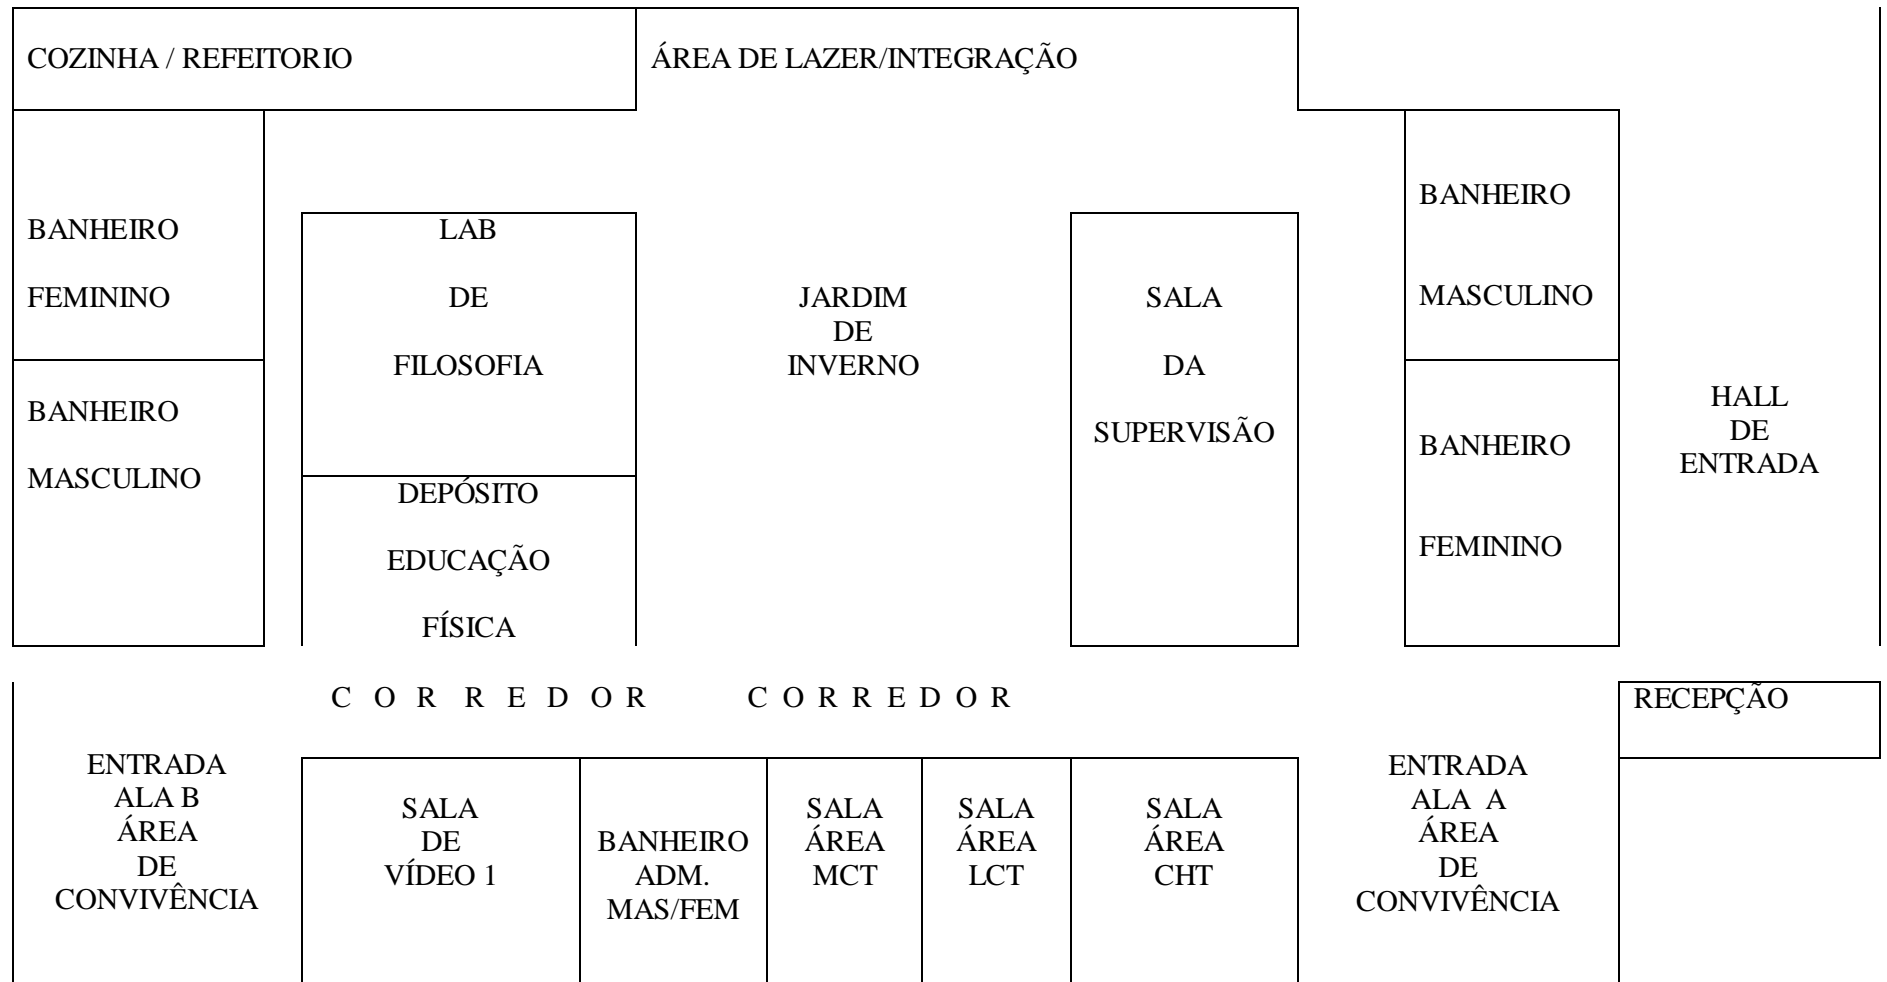 COZINHA / REFEITORIO
ÁREA DE LAZER/INTEGRAÇÃO
BANHEIRO
FEMININO
BANHEIRO
MASCULINO
LAB
DE
FILOSOFIA
DEPÓSITO
EDUCAÇÃO
FÍSICA
JARDIM
DE
INVERNO
SALA
DA
SUPERVISÃO
BANHEIRO
MASCULINO
BANHEIRO
FEMININO
HALL
DE
ENTRADA
C O R R E D O R C O R R E D O R
RECEPÇÃO
ENTRADA
ALA B
ÁREA
DE
CONVIVÊNCIA
SALA
DE
VÍDEO 1
BANHEIRO
ADM.
MAS/FEM
SALA
ÁREA
MCT
SALA
ÁREA
LCT
SALA
ÁREA
CHT
ENTRADA
ALA A
ÁREA
DE
CONVIVÊNCIA